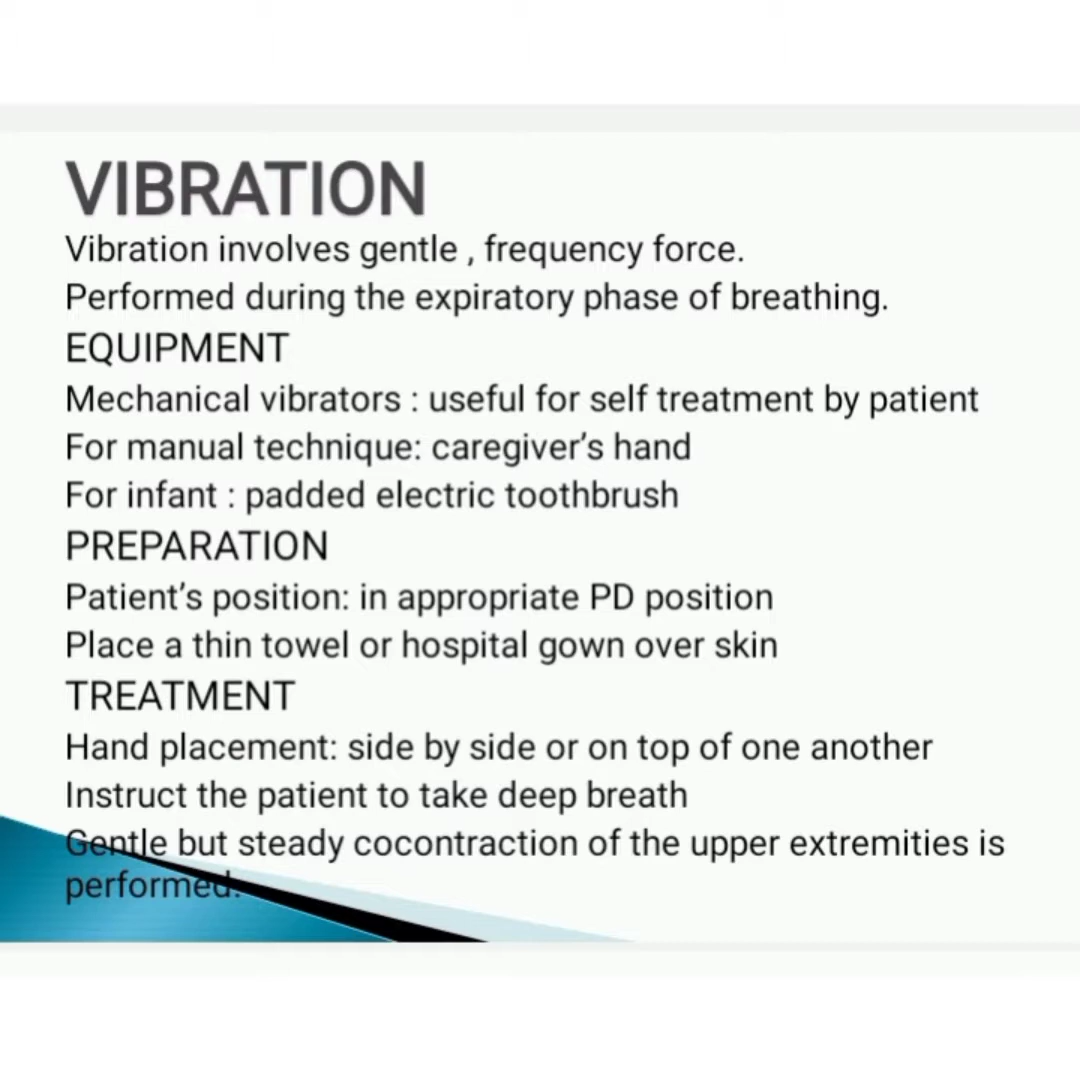 VIBRATION
Vibration involves gentle , frequency force.
Performed during the expiratory phase of breathing.
EQUIPMENT
Mechanical vibrators : useful for self treatment by patient
For manual technique: caregiver's hand
For infant : padded electric toothbrush
PREPARATION
Patient's position: in appropriate PD position
Place a thin towel or hospital gown over skin
TREATMENT
Hand placement: side by side or on top of one another
Instruct the patient to take deep breath
Gentle but steady cocontraction of the upper extremities is
performed.